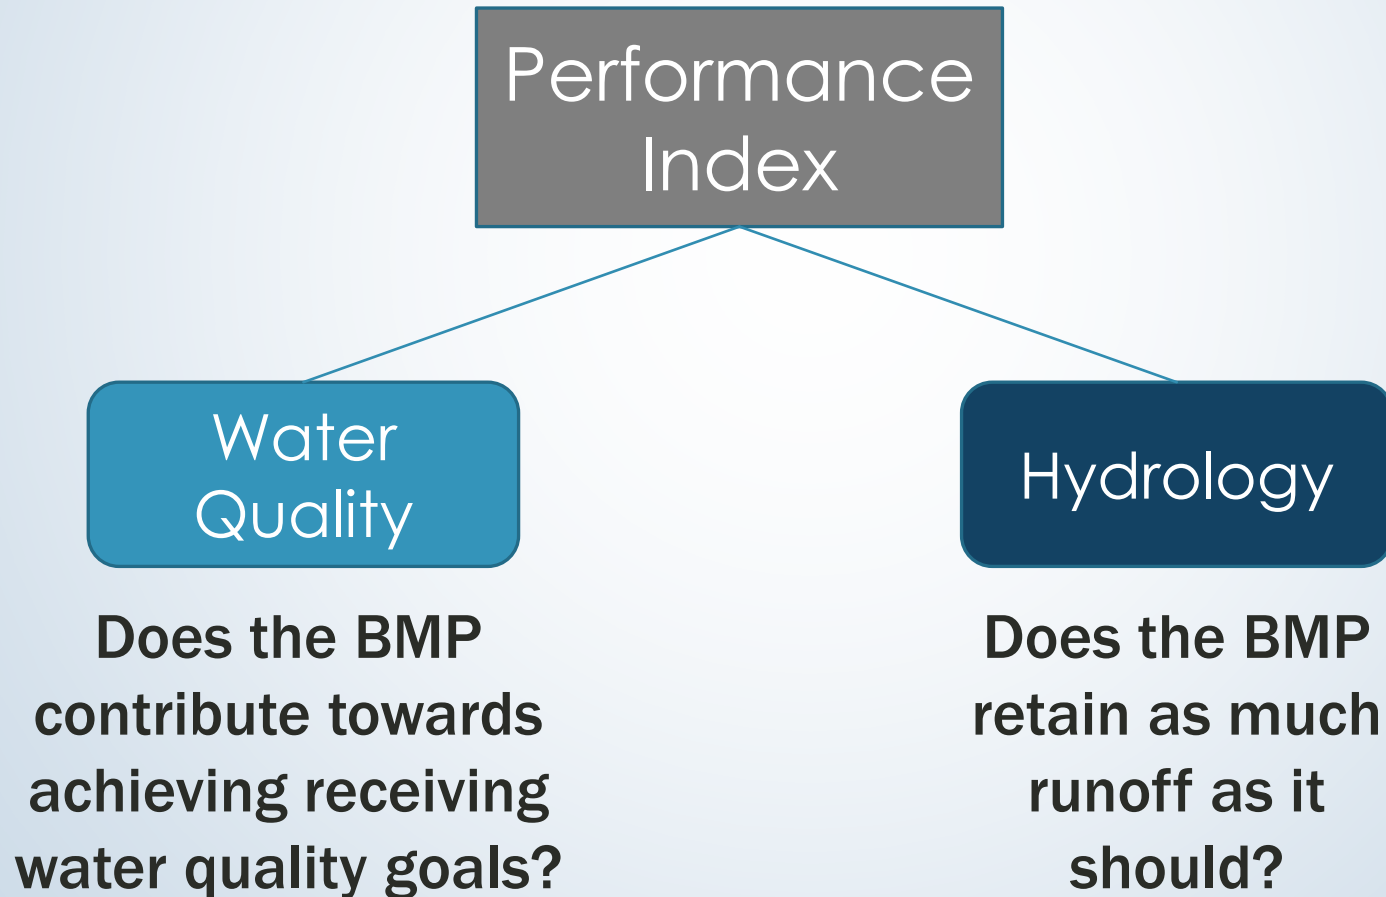 Performance
Index
Water
Quality
Hydrology
Does the BMP
contribute towards
achieving receiving
water quality goals?
Does the BMP
retain as much
runoff as it
should?